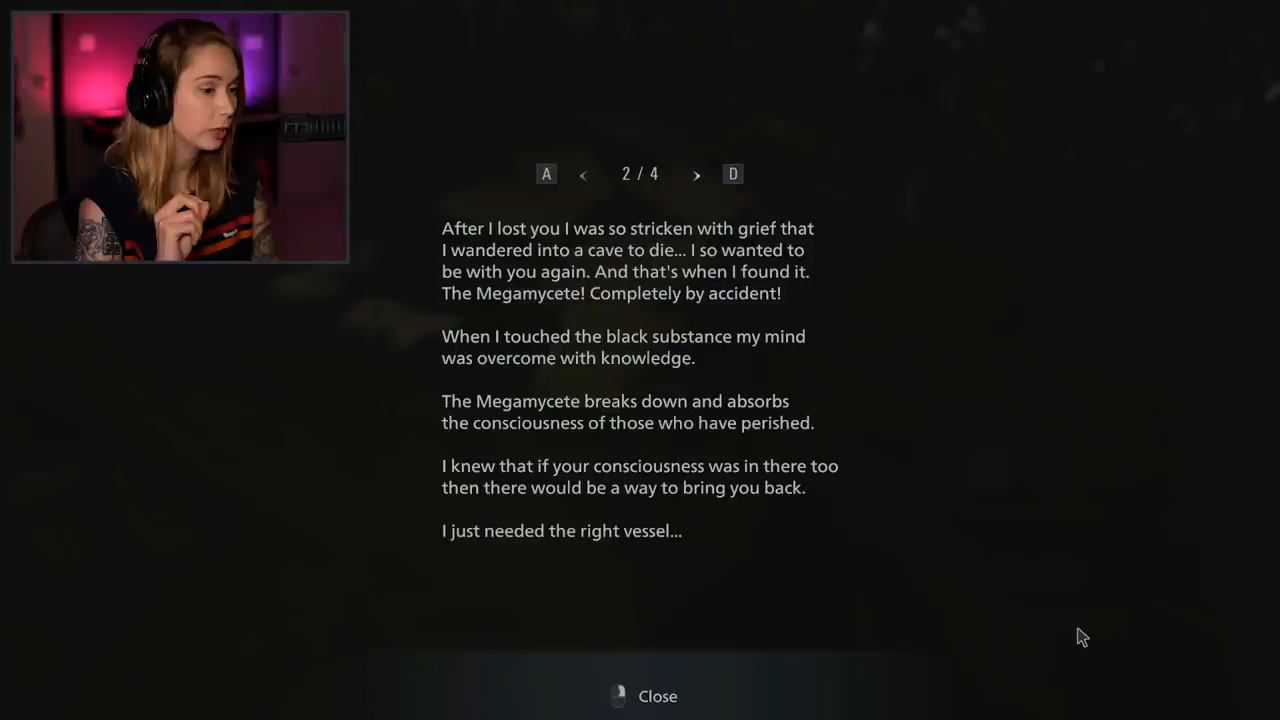 A < 2 / 4 > D
After I lost you I was so stricken with grief that
I wandered into a cave to die... I so wanted to
be with you again. And that's when I found it.
The Megamycete! Completely by accident!
When I touched the black substance my mind
was overcome with knowledge.
The Megamycete breaks down and absorbs
the consciousness of those who have perished.
I knew that if your consciousness was in there too
then there would be a way to bring you back.
I just needed the right vessel...
Close